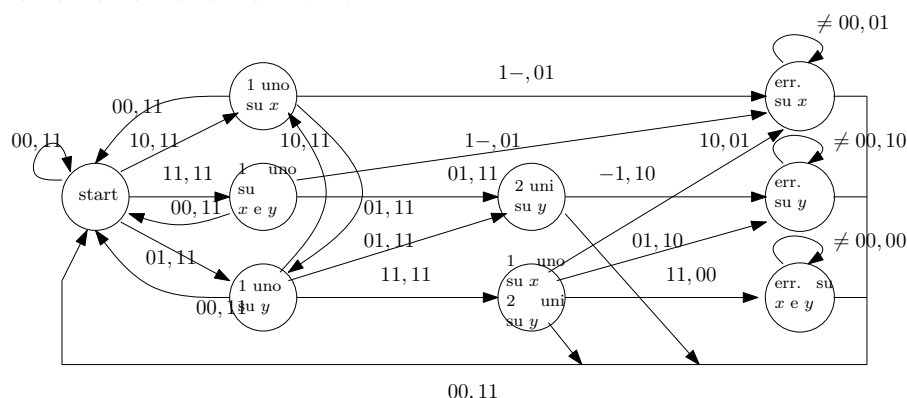 ≠ 00, 01
1−, 01
1 uno
su x
err.
su x
00, 11
00, 11
10, 11
10, 11
1−, 01
10, 01
≠ 00, 10
11, 11
1 uno
su
x e y
01, 11
−1, 10
start
2 uni
su y
err.
su y
00, 11
01, 11
01, 11
01, 10
≠ 00, 00
01, 11
11, 11
1 uno
su x
2 uni
su y
11, 00
1 uno
su y
00, 11
err. su
x e y
00, 11